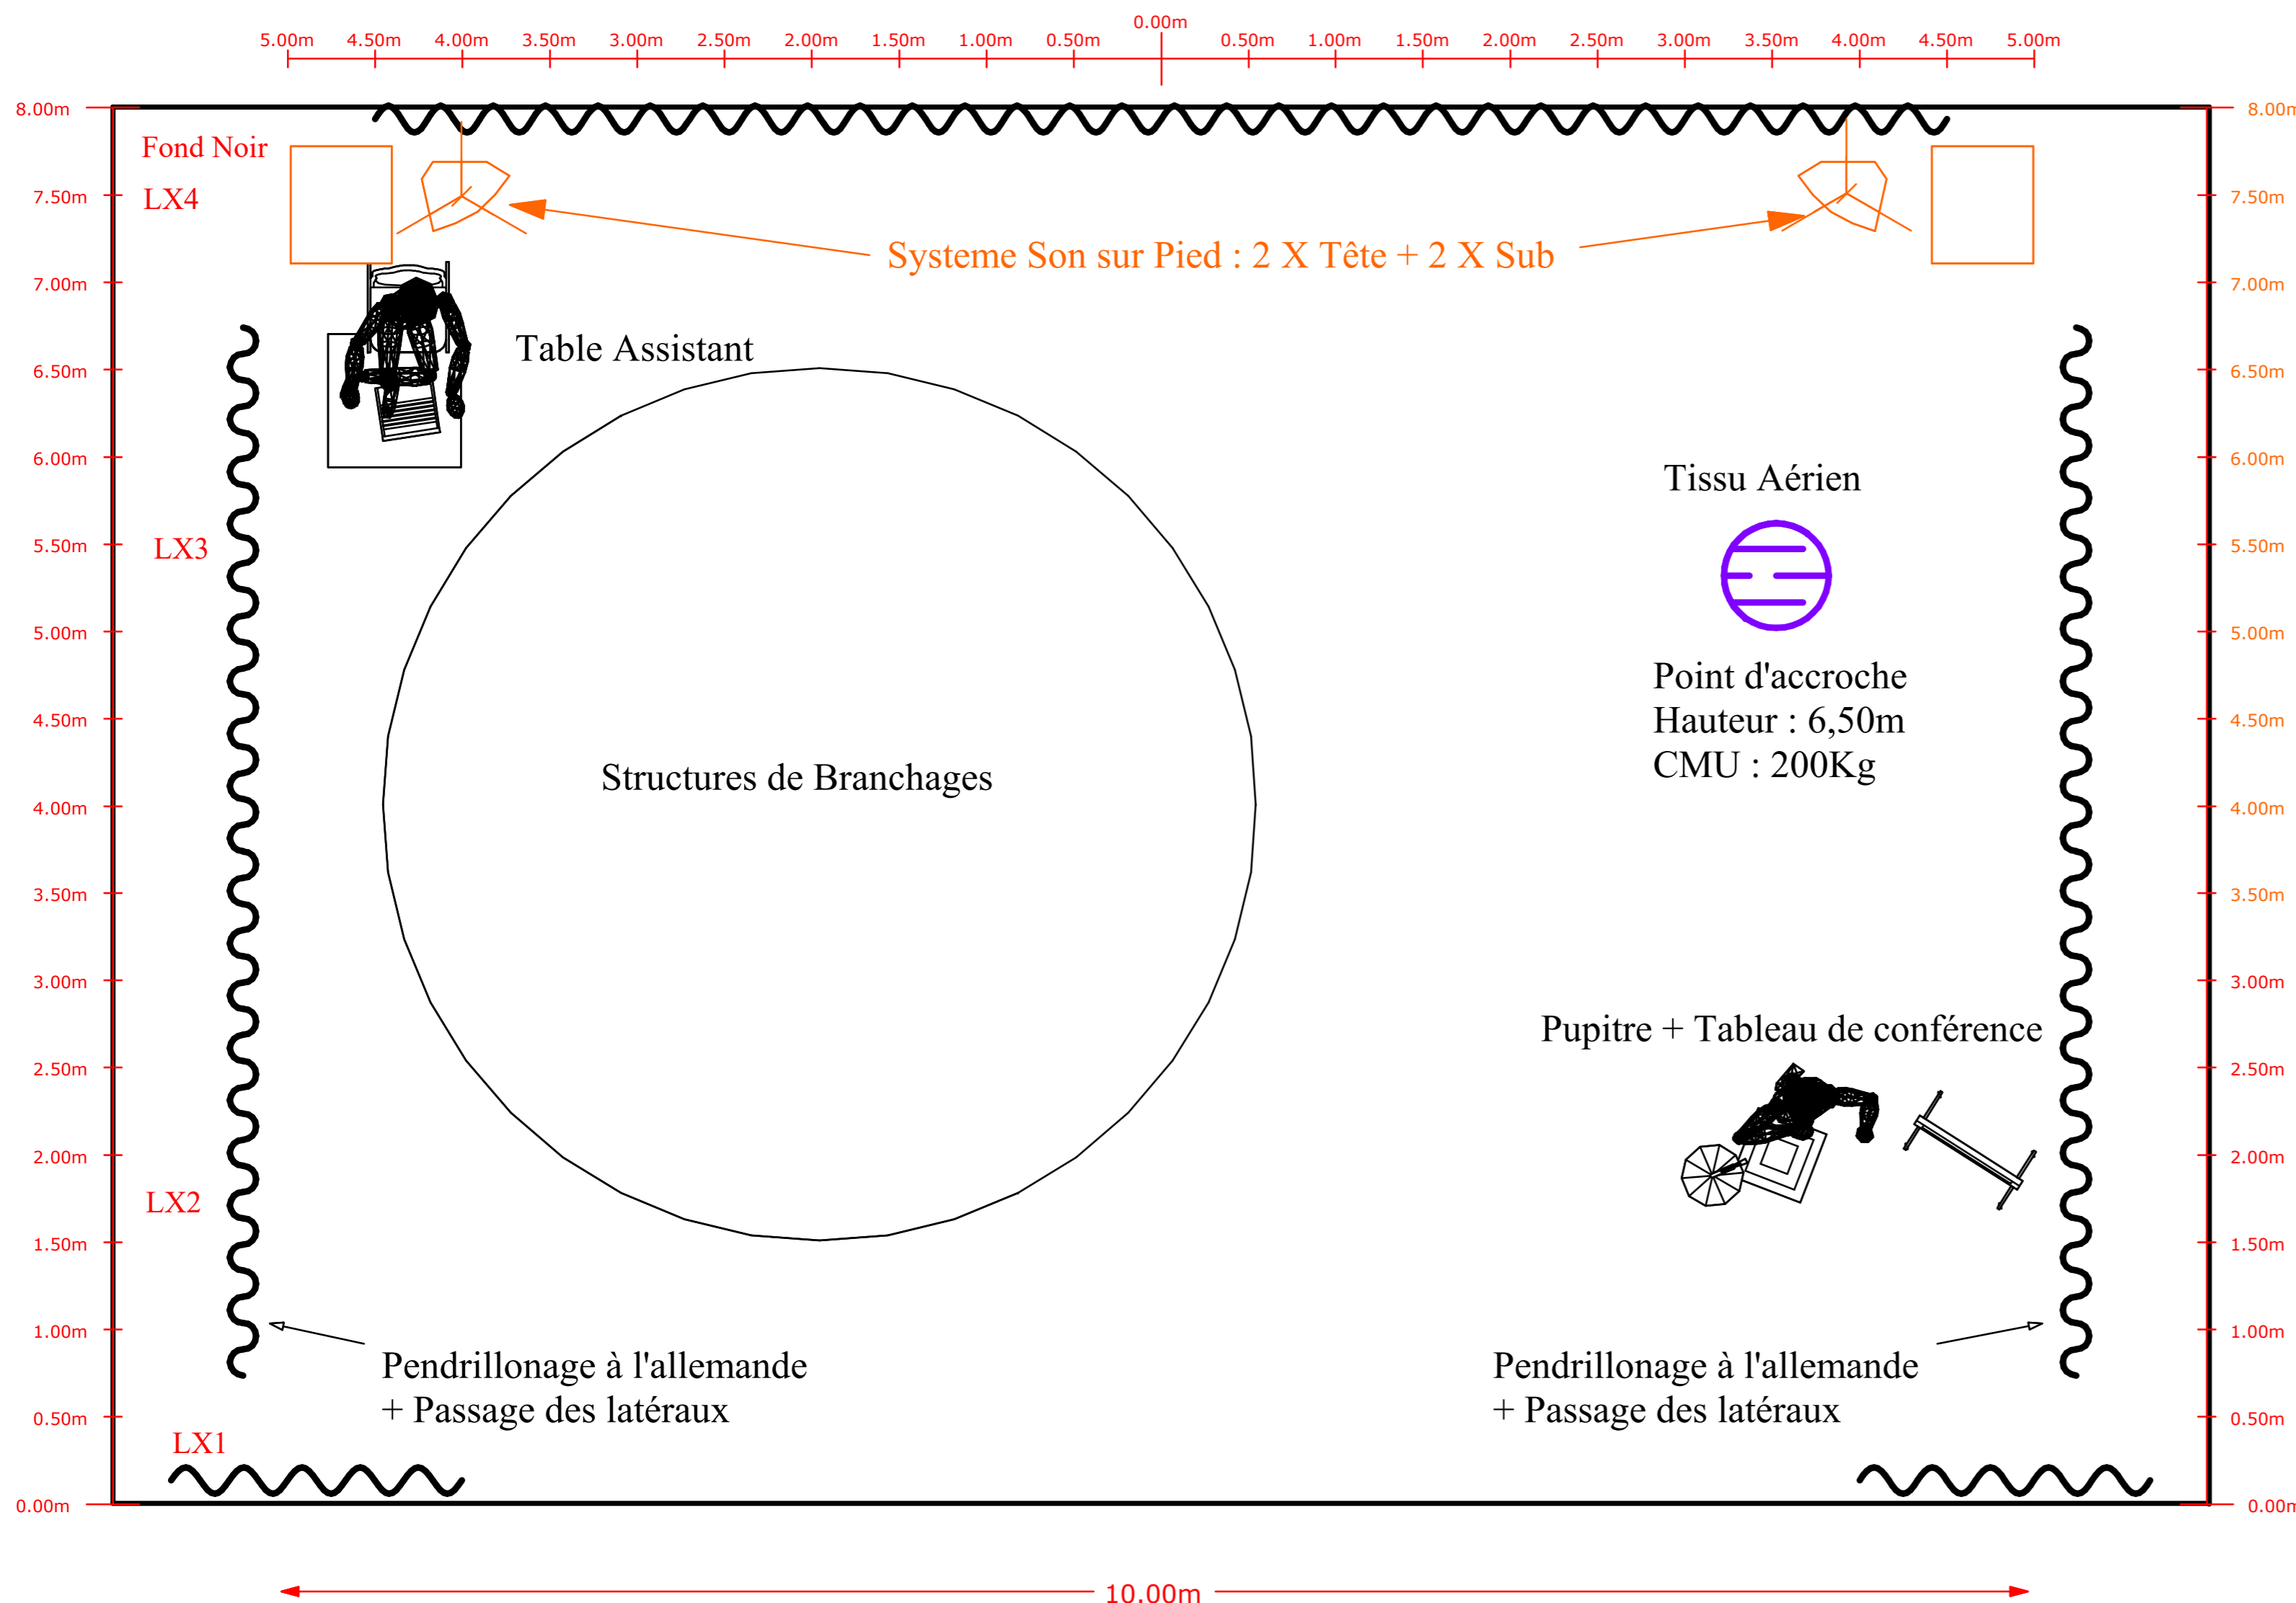 0.00m
5.00m 4.50m 4.00m 3.50m 3.00m 2.50m 2.00m 1.50m 1.00m 0.50m 0.50m 1.00m 1.50m 2.00m 2.50m 3.00m 3.50m 4.00m 4.50m 5.00m
8.00m 8.00m
Fond Noir
LX4
7.50m 7.50m
Systeme Son sur Pied : 2 X Tête + 2 X Sub
7.00m 7.00m
Table Assistant
6.50m 6.50m
6.00m 6.00m
Tissu Aérien
LX3
5.50m 5.50m
5.00m 5.00m
Point d'accroche
Hauteur : 6,50m
CMU : 200Kg
4.50m 4.50m
Structures de Branchages
4.00m 4.00m
3.50m 3.50m
3.00m 3.00m
Pupitre + Tableau de conférence
2.50m 2.50m
2.00m 2.00m
LX2
1.50m 1.50m
1.00m 1.00m
Pendrillonage à l'allemande
+ Passage des latéraux
Pendrillonage à l'allemande
+ Passage des latéraux
0.50m 0.50m
LX1
0.00m 0.00m
10.00m